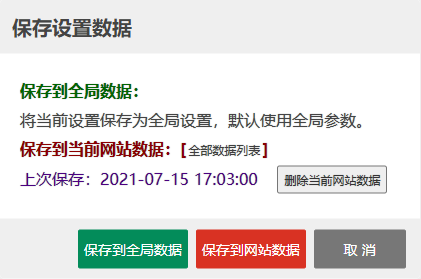 保存设置数据
保存到全局数据：
将当前设置保存为全局设置，默认使用全局参数。
保存到当前网站数据：【全部数据列表】
上次保存：2021-07-15 17:03:00 删除当前网站数据
保存到全局数据 保存到网站数据 取 消